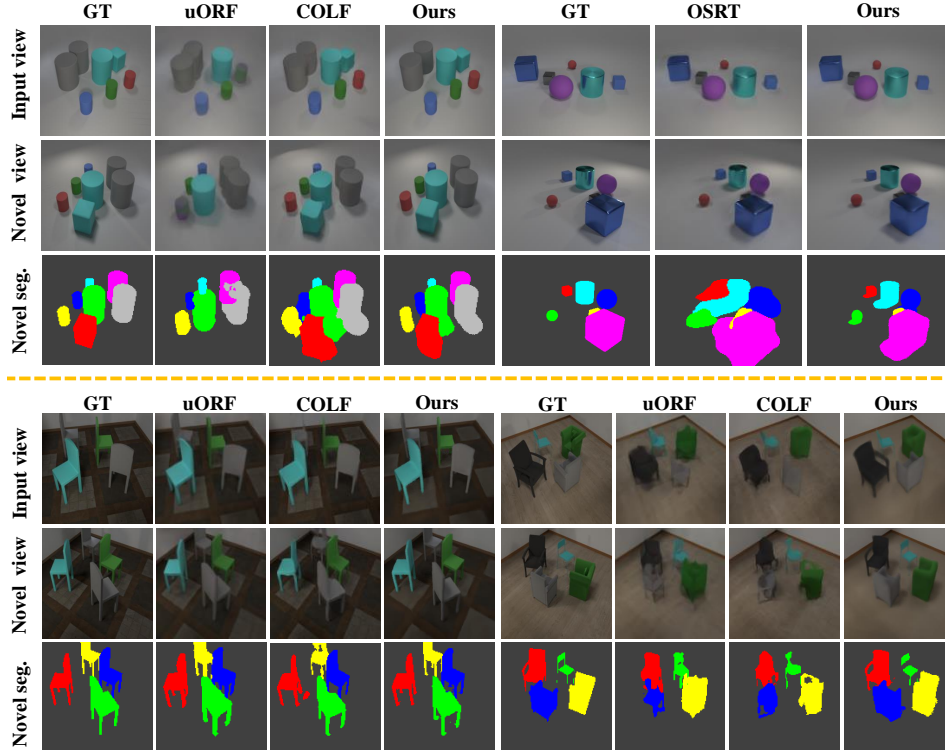 GT uORF COLF Ours GT OSRT Ours
Input view
Novel view
Novel seg.
GT uORF COLF Ours GT uORF COLF Ours
Input view
Novel view
Novel seg.